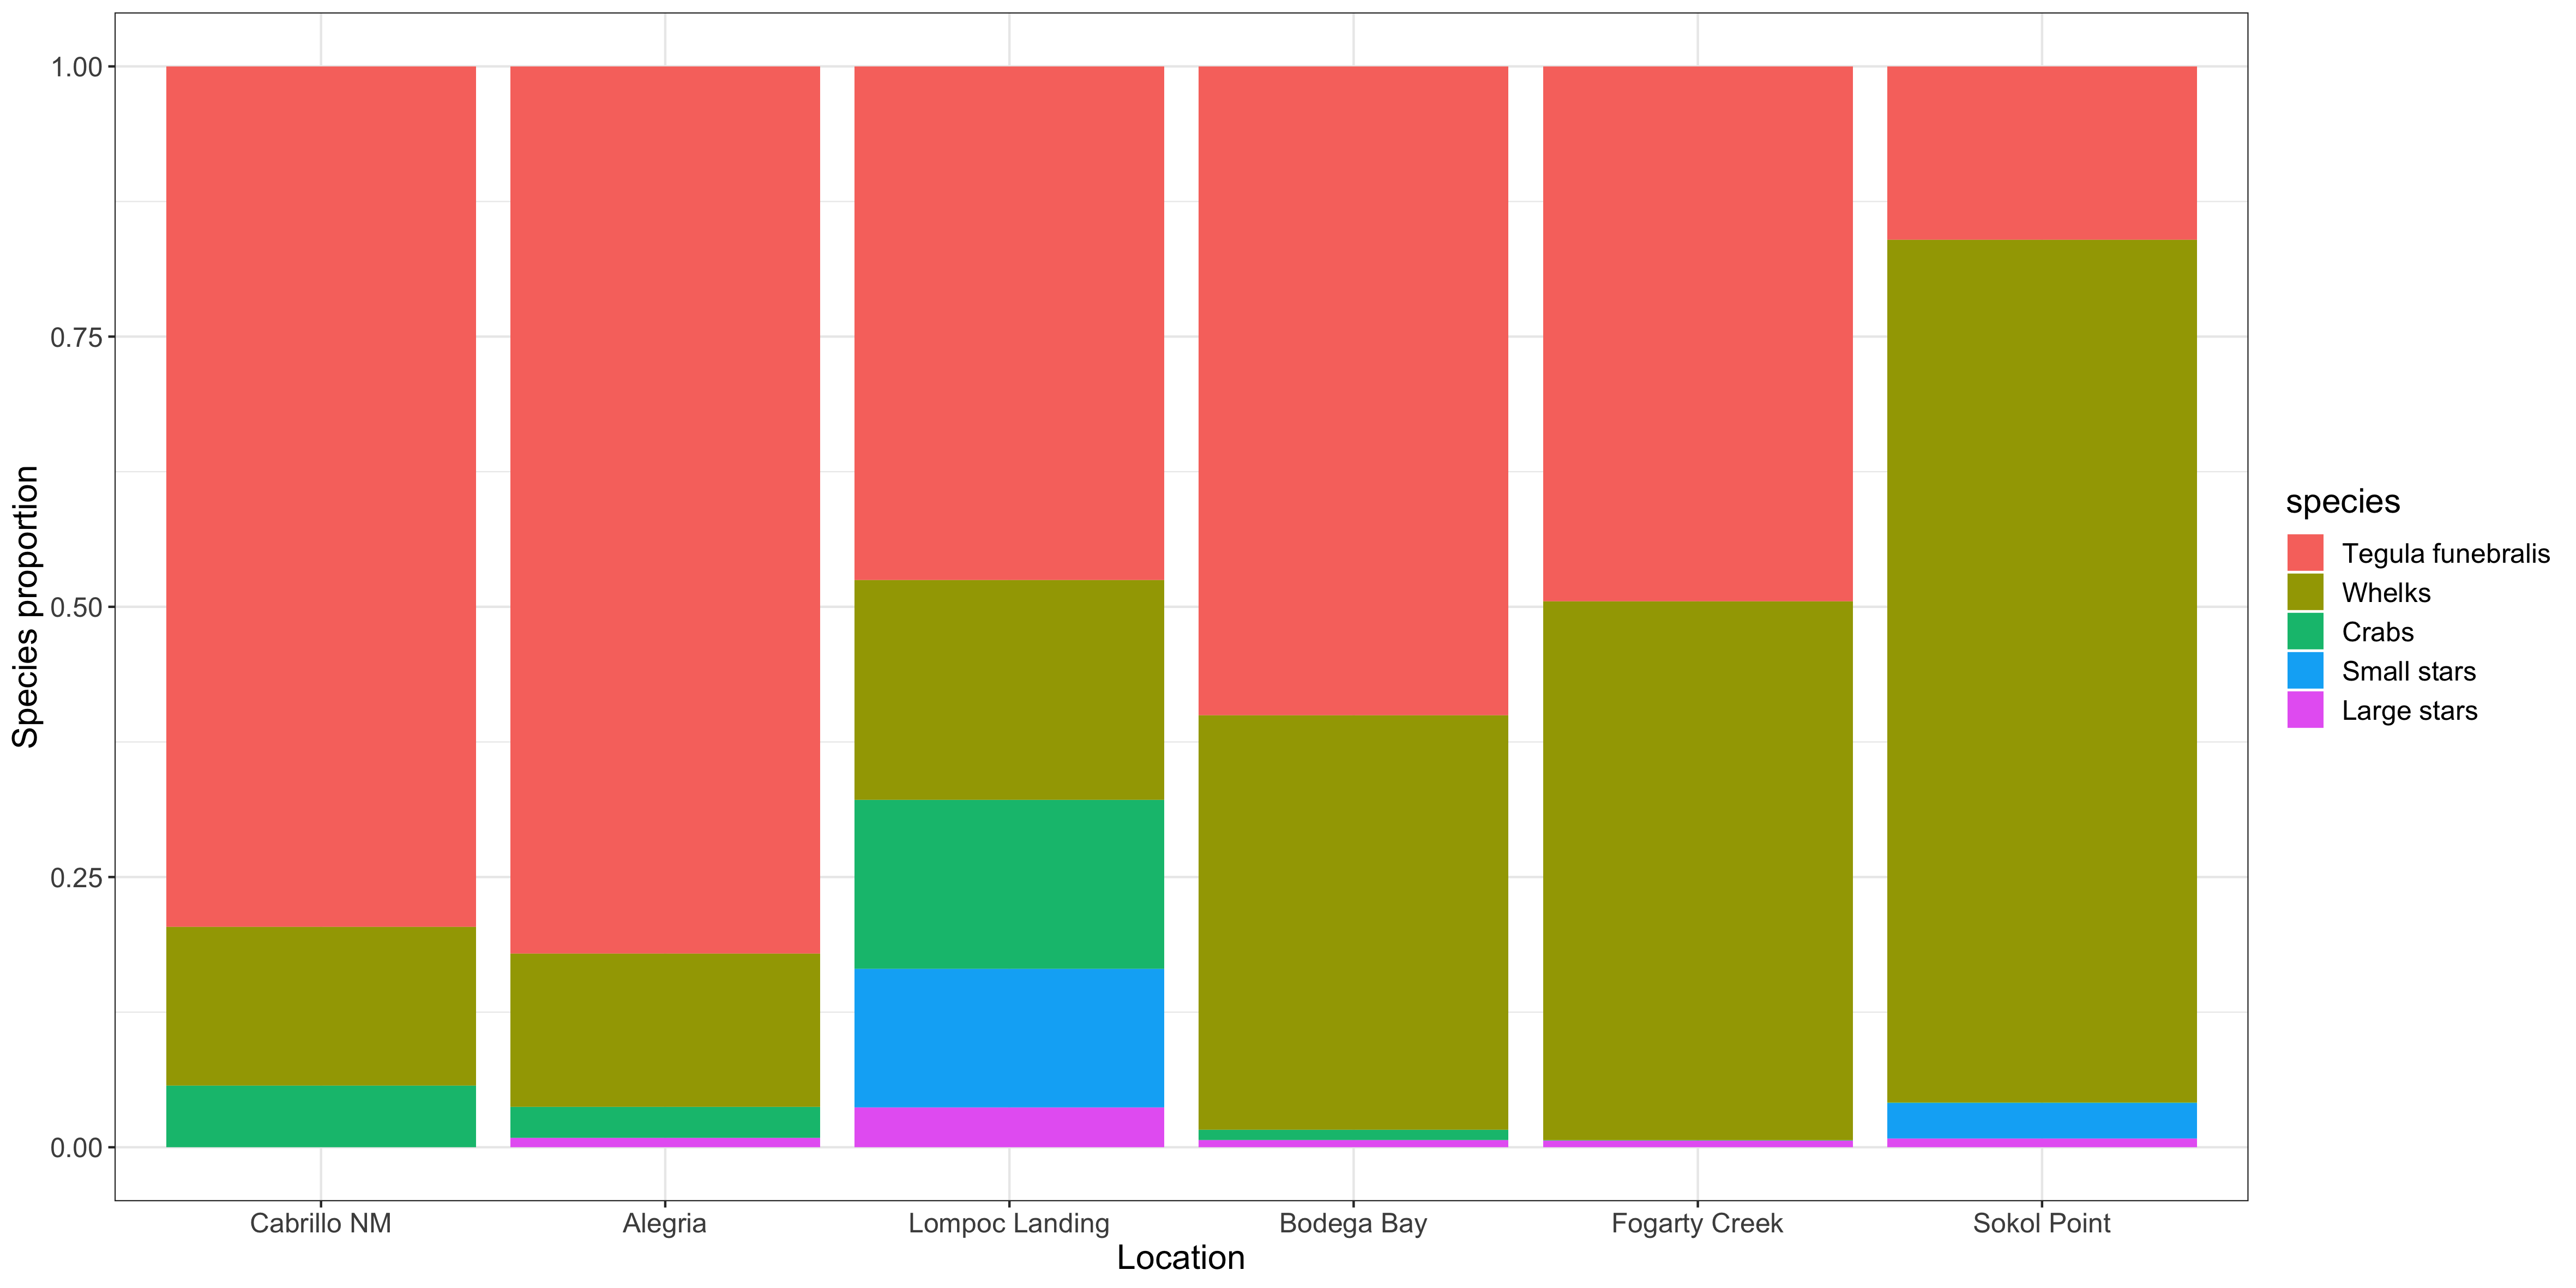 Species proportion
1.00
0.75
0.50
0.25
0.00
Cabrillo NM
Alegria
Lompoc Landing
Bodega Bay
Fogarty Creek
Sokol Point
Location
species
Tegula funebralis
Whelks
Crabs
Small stars
Large stars